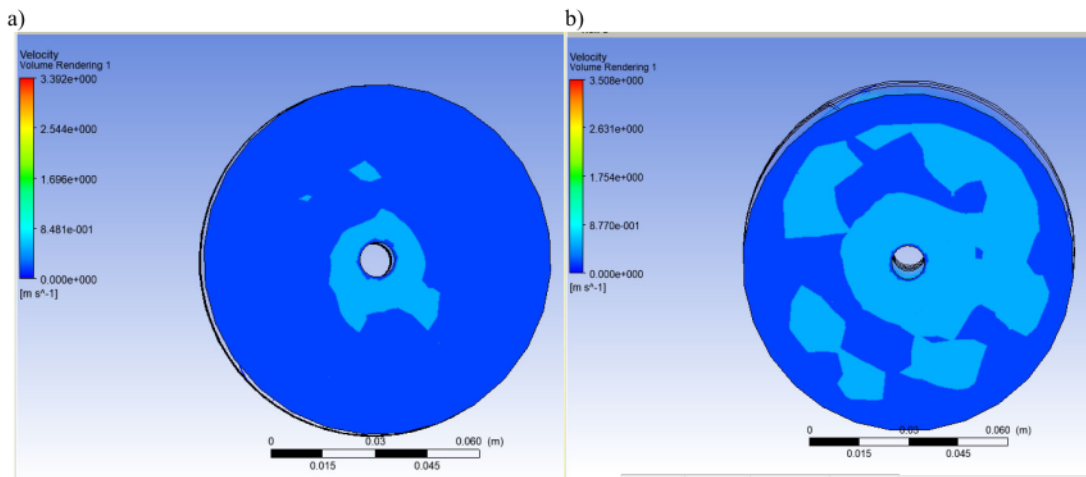 a)
Velocity
Volume Rendering 1
3.392e+000
2.544e+000
1.696e+000
8.481e-001
0.000e+000
[m s^-1]
0 0.03 0.060 (m)
0.015 0.045
b)
Velocity
Volume Rendering 1
3.508e+000
2.631e+000
1.754e+000
8.770e-001
0.000e+000
[m s^-1]
0 0.03 0.060 (m)
0.015 0.045